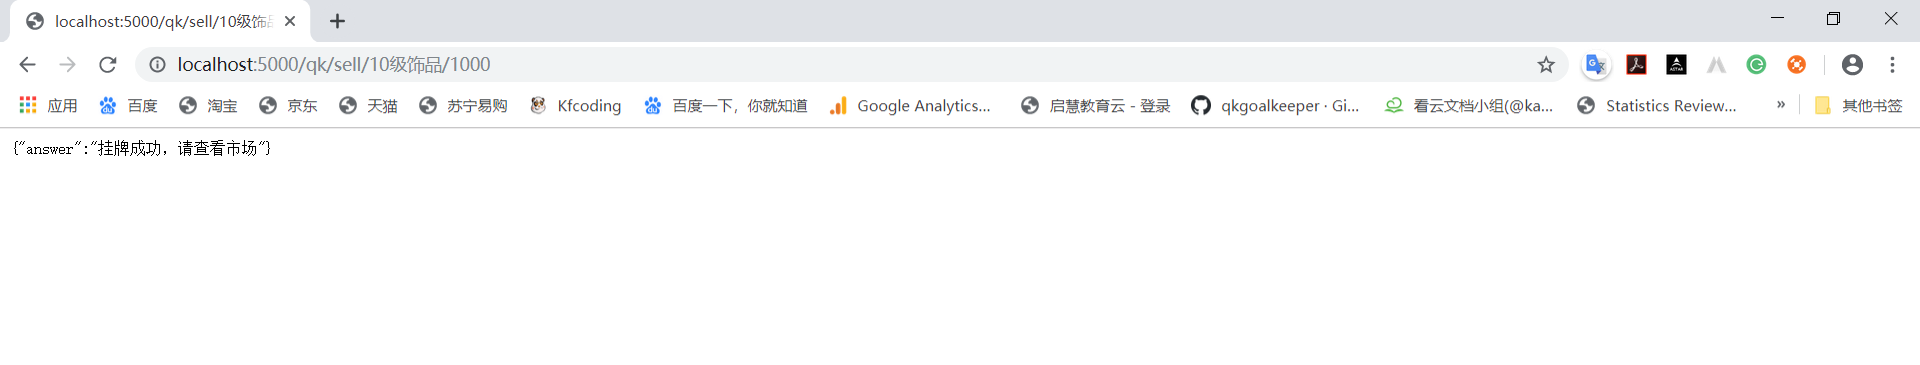 localhost:5000/qk/sell/10级饰品
localhost:5000/qk/sell/10级饰品/1000
应用 百度 淘宝 京东 天猫 苏宁易购 Kfcoding 百度一下，你就知道 Google Analytics... 启慧教育云 - 登录 qkgoalkeeper · Gi... 看云文档小组(@ka... Statistics Review... » 其他书签
{"answer":"挂牌成功，请查看市场"}